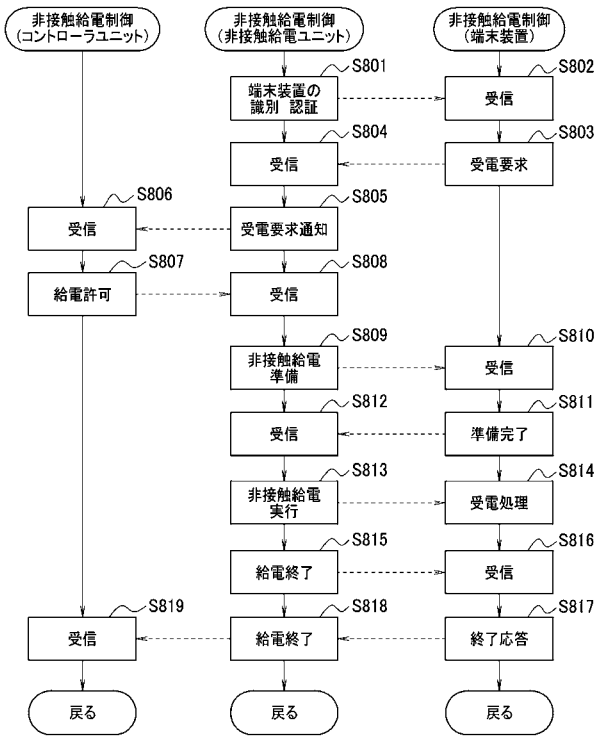 非接触給電制御
(コントローラユニット)
非接触給電制御
(非接触給電ユニット)
非接触給電制御
(端末装置)
S801
端末装置の
識別 認証
S802
受信
S804
受信
S803
受電要求
S806
受信
S805
受電要求通知
S807
給電許可
S808
受信
S809
非接触給電
準備
S810
受信
S812
受信
S811
準備完了
S813
非接触給電
実行
S814
受電処理
S815
給電終了
S816
受信
S819
受信
S818
給電終了
S817
終了応答
戻る
戻る
戻る